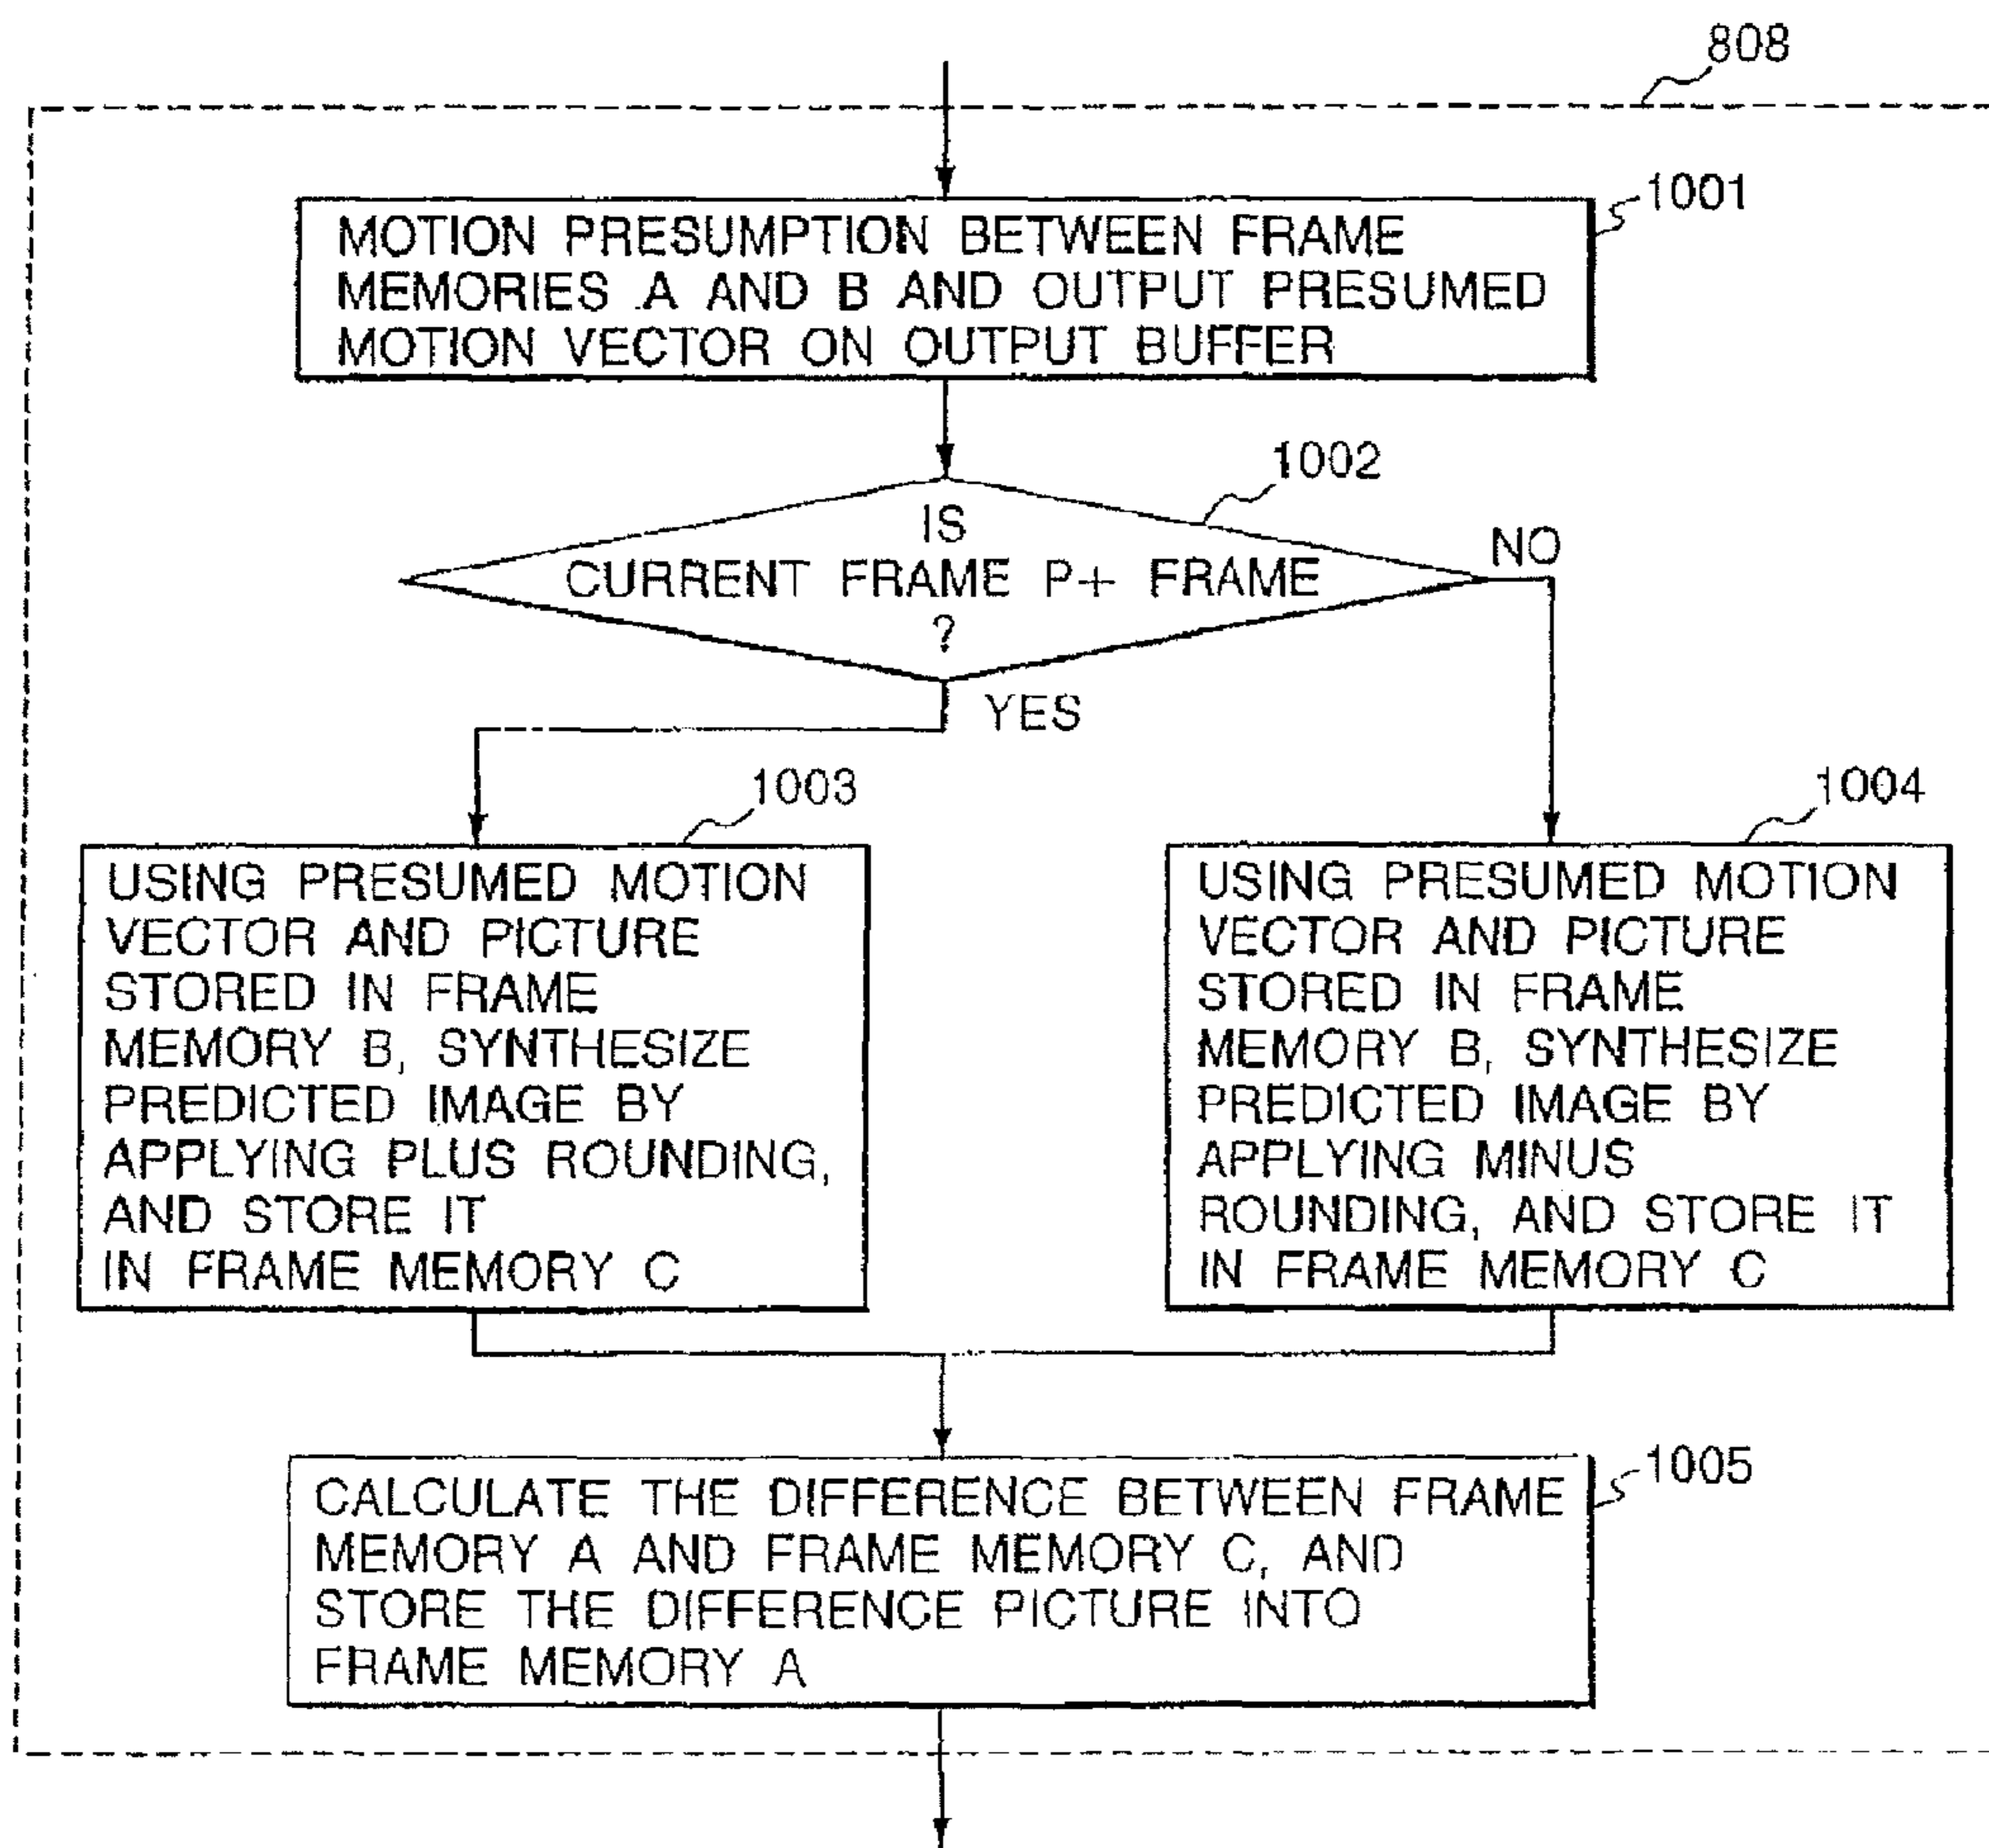 808
1001
MOTION PRESUMPTION BETWEEN FRAME
MEMORIES A AND B AND OUTPUT PRESUMED
MOTION VECTOR ON OUTPUT BUFFER
1002
IS
CURRENT FRAME P+ FRAME
?
NO
YES
1003
USING PRESUMED MOTION
VECTOR AND PICTURE
STORED IN FRAME
MEMORY B, SYNTHESIZE
PREDICTED IMAGE BY
APPLYING PLUS ROUNDING,
AND STORE IT
IN FRAME MEMORY C
1004
USING PRESUMED MOTION
VECTOR AND PICTURE
STORED IN FRAME
MEMORY B, SYNTHESIZE
PREDICTED IMAGE BY
APPLYING MINUS
ROUNDING, AND STORE IT
IN FRAME MEMORY C
1005
CALCULATE THE DIFFERENCE BETWEEN FRAME
MEMORY A AND FRAME MEMORY C, AND
STORE THE DIFFERENCE PICTURE INTO
FRAME MEMORY A